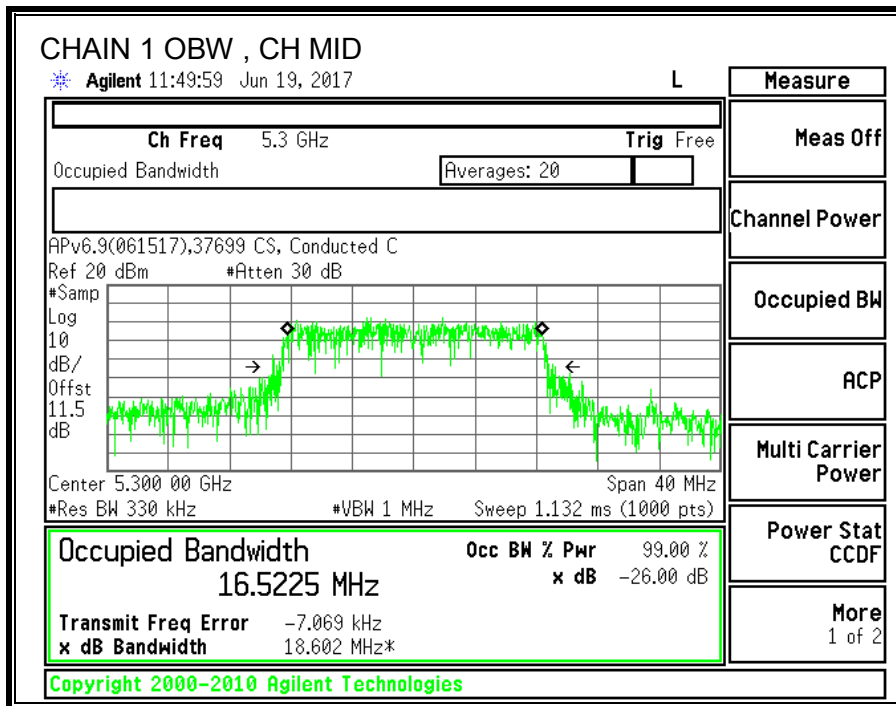 CHAIN 1 OBW , CH MID
Agilent 11:49:59 Jun 19, 2017 L
Measure
Ch Freq 5.3 GHz Trig Free
Meas Off
Occupied Bandwidth Averages: 20
Channel Power
APv6.9(061517),37699 CS, Conducted C
Ref 20 dBm #Atten 30 dB
#Samp
Log
10
dB/
Offst
11.5
dB
Occupied BW
ACP
Center 5.300 00 GHz Span 40 MHz
#Res BW 330 kHz #VBW 1 MHz Sweep 1.132 ms (1000 pts)
Multi Carrier
Power
Occupied Bandwidth Occ BW % Pwr 99.00 %
16.5225 MHz x dB -26.00 dB
Power Stat
CCDF
Transmit Freq Error -7.069 kHz
x dB Bandwidth 18.602 MHz*
More
1 of 2
Copyright 2000-2010 Agilent Technologies